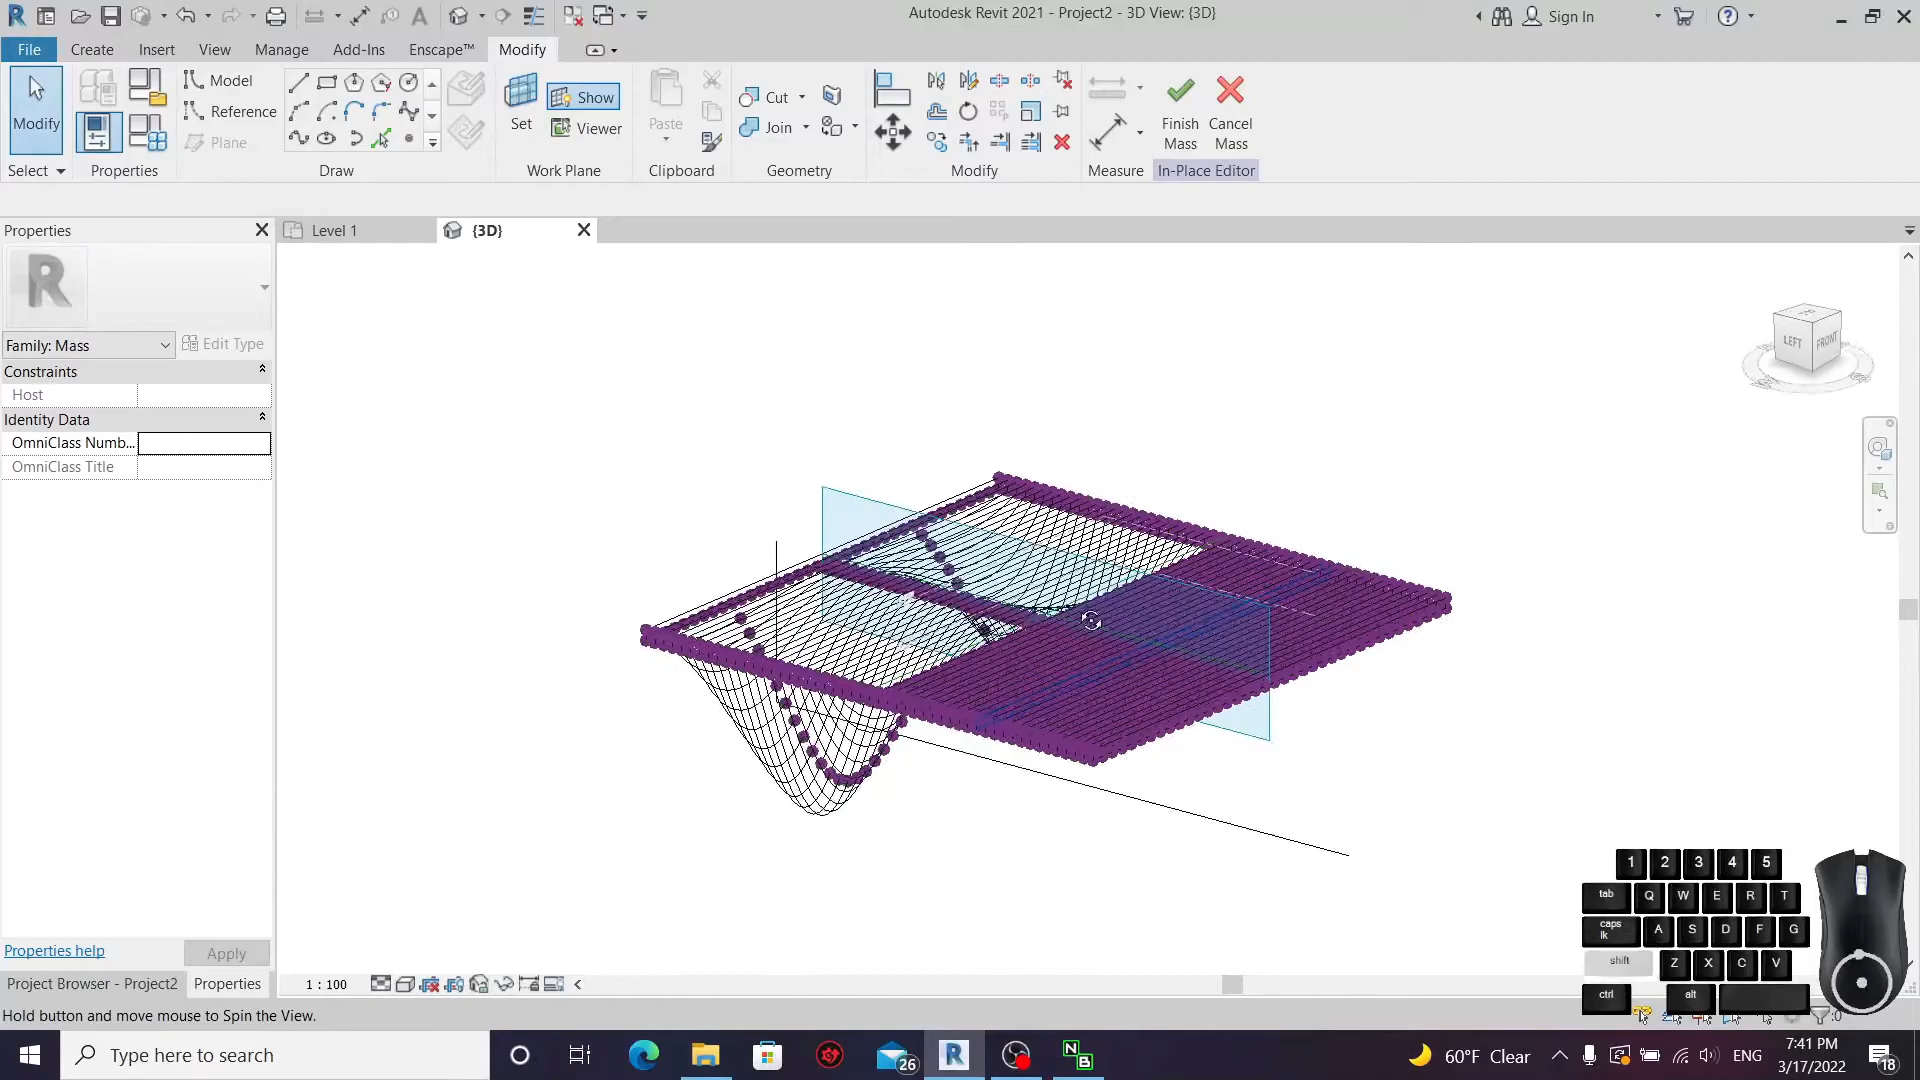 Autodesk Revit 2021 - Project2 - 3D View: {3D}
Sign In
File
Create
Insert
View
Manage
Add-Ins
Enscape™
Modify
Modify
Model
Reference
Plane
Set
Show
Viewer
Paste
Cut
Join
Finish
Mass
Cancel
Mass
Select
Properties
Draw
Work Plane
Clipboard
Geometry
Modify
Measure
In-Place Editor
Properties
Level 1
{3D}
R
Family: Mass
Edit Type
Constraints
Host
Identity Data
OmniClass Numb...
OmniClass Title
LEFT
FRONT
Properties help
Apply
Project Browser - Project2
Properties
1 : 100
Hold button and move mouse to Spin the View.
:0
1 2 3 4 5
tab Q W E R T
caps lk A S D F G
shift Z X C V
ctrl alt
Type here to search
26
R
N
B
60°F Clear
ENG
7:41 PM
3/17/2022
18